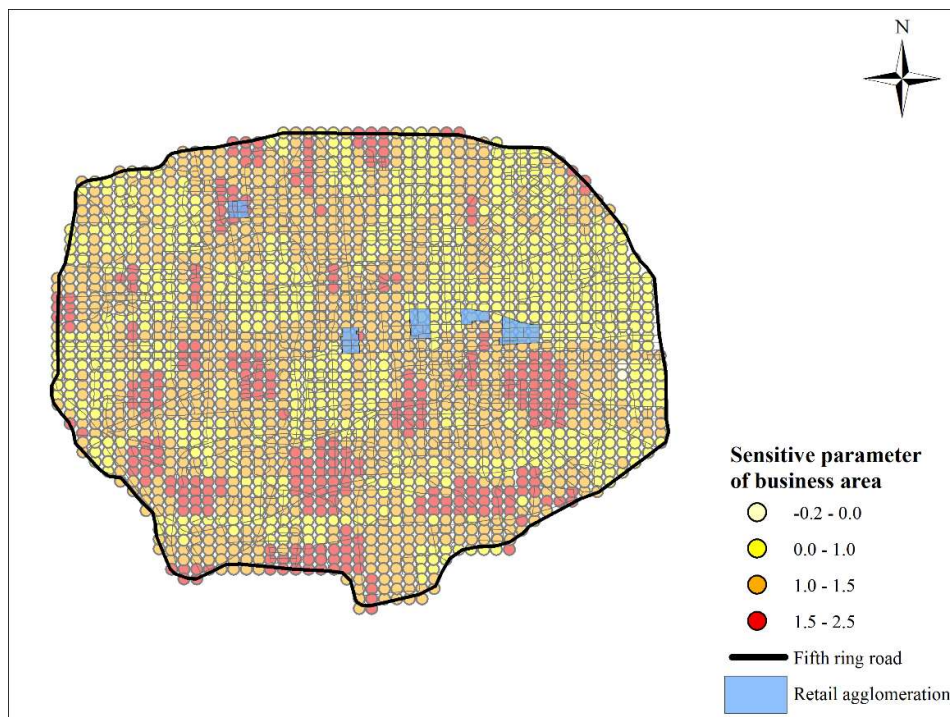 N
Sensitive parameter
of business area
-0.2 - 0.0
0.0 - 1.0
1.0 - 1.5
1.5 - 2.5
Fifth ring road
Retail agglomeration